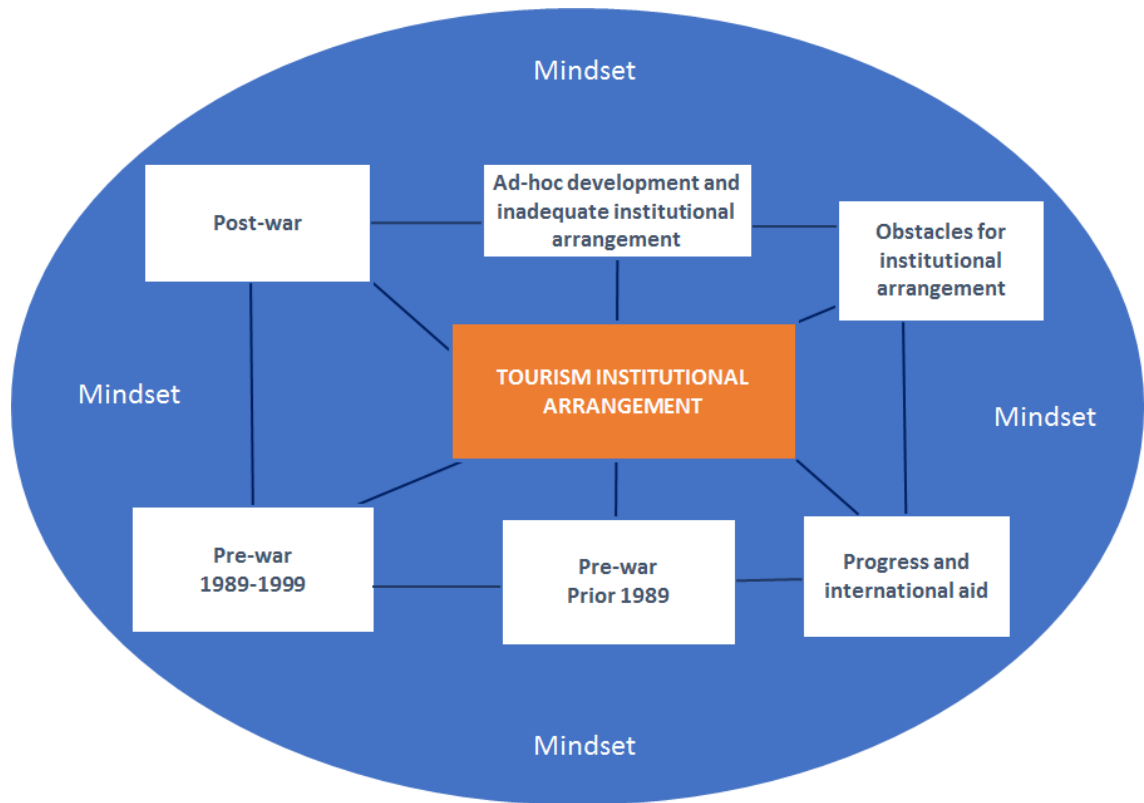 Mindset
Post-war
Ad-hoc development and
inadequate institutional
arrangement
Obstacles for
institutional
arrangement
Mindset
TOURISM INSTITUTIONAL
ARRANGEMENT
Mindset
Pre-war
1989-1999
Pre-war
Prior 1989
Progress and
international aid
Mindset